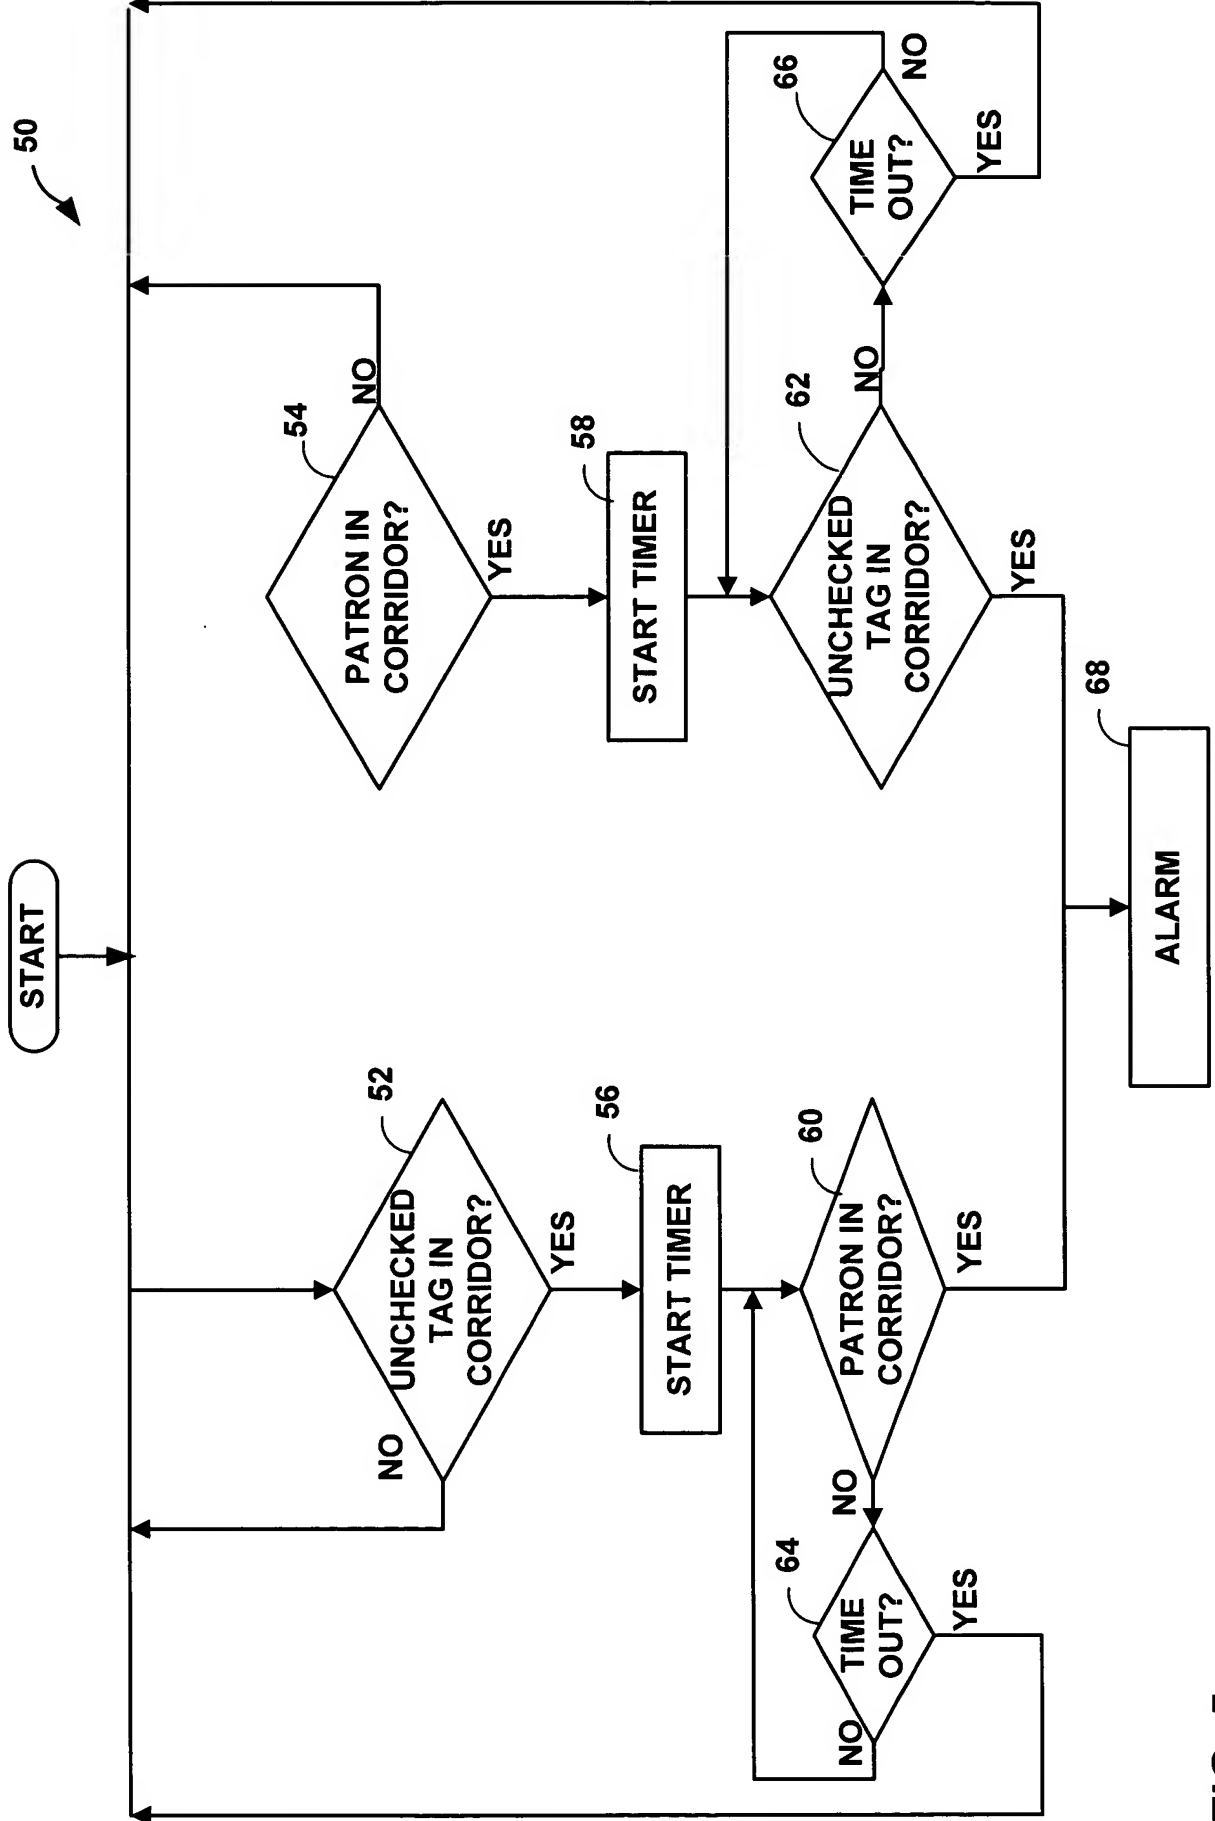 50
START
52
UNCHECKED
TAG IN
CORRIDOR?
NO
YES
54
PATRON IN
CORRIDOR?
NO
YES
56
START TIMER
58
START TIMER
60
PATRON IN
CORRIDOR?
NO
YES
62
UNCHECKED
TAG IN
CORRIDOR?
NO
YES
64
TIME
OUT?
NO
YES
66
TIME
OUT?
NO
YES
68
ALARM